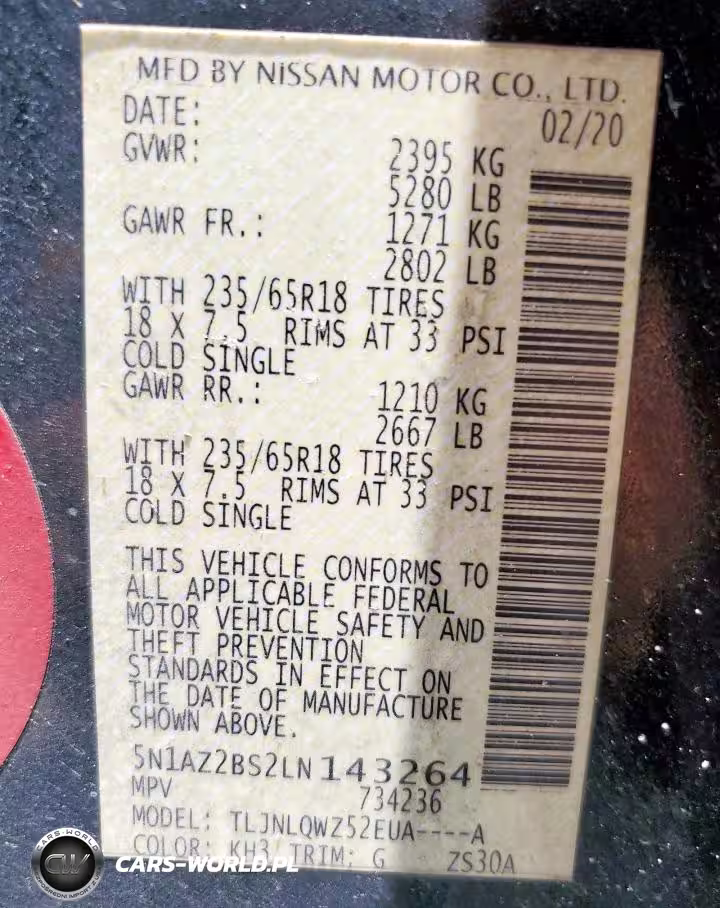 MFD BY NISSAN MOTOR CO., LTD.
DATE: 02/20
GVWR: 2395 KG
5280 LB
GAWR FR.: 1271 KG
2802 LB
WITH 235/65R18 TIRES
18 X 7.5 RIMS AT 33 PSI
COLD SINGLE
GAWR RR.: 1210 KG
2667 LB
WITH 235/65R18 TIRES
18 X 7.5 RIMS AT 33 PSI
COLD SINGLE
THIS VEHICLE CONFORMS TO
ALL APPLICABLE FEDERAL
MOTOR VEHICLE SAFETY AND
THEFT PREVENTION
STANDARDS IN EFFECT ON
THE DATE OF MANUFACTURE
SHOWN ABOVE.
5N1AZ2BS2LN143264
MPV 734236
MODEL: TLJNLQWZ52EUA----A
COLOR: KH3 TRIM: G ZS30A
CARS-WORLD
CW
CARS-WORLD.PL